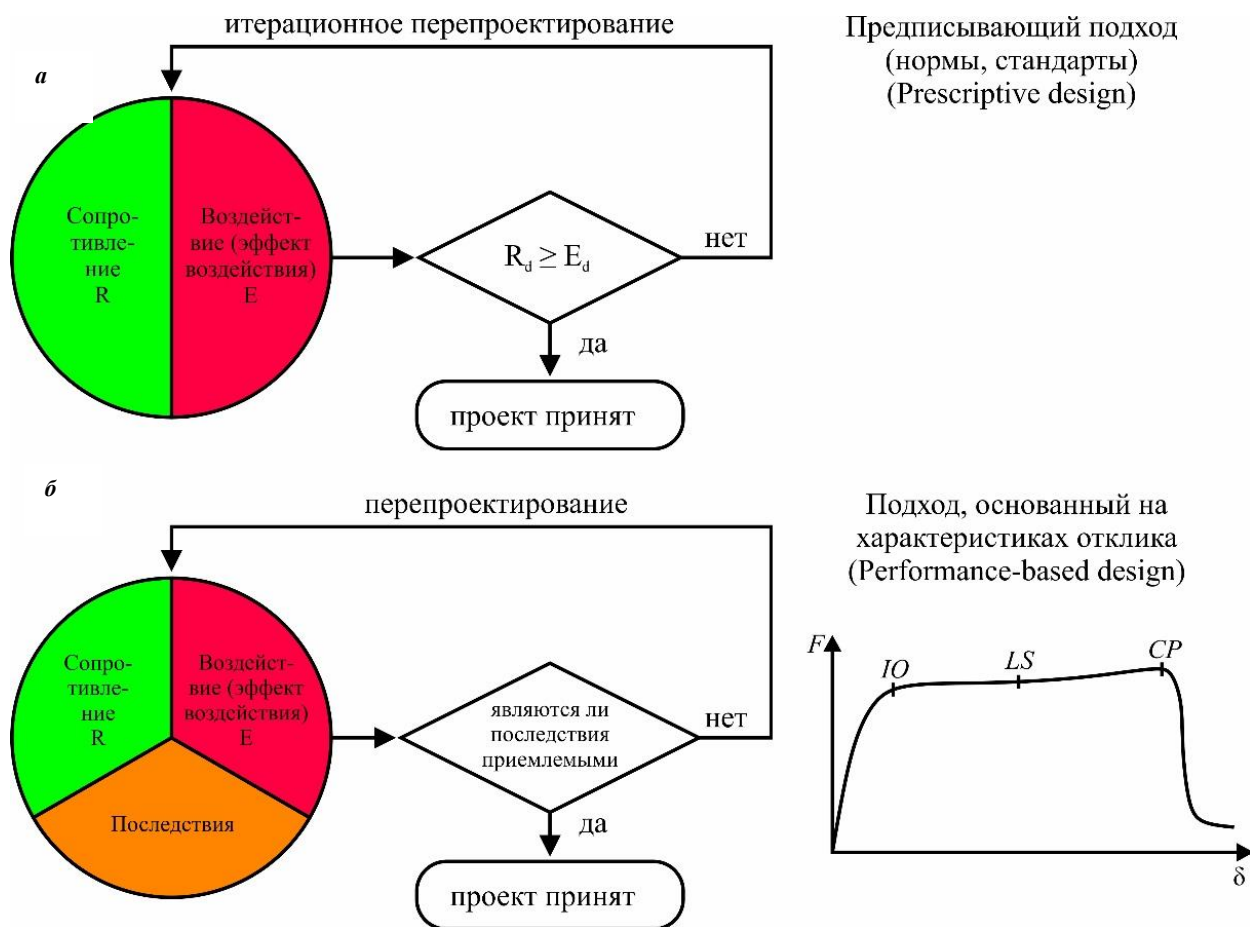 итерационное перепроектирование
Предписывающий подход
(нормы, стандарты)
(Prescriptive design)
а
Сопро-
тивле-
ние
R
Воздейст-
вие (эффект
воздействия)
E
R_d ≥ E_d
нет
да
проект принят
б
перепроектирование
Подход, основанный на
характеристиках отклика
(Performance-based design)
Сопро-
тивле-
ние
R
Воздейст-
вие (эффект
воздействия)
E
Последствия
являются ли
последствия
приемлемыми
нет
да
проект принят
F
IO
LS
CP
δ